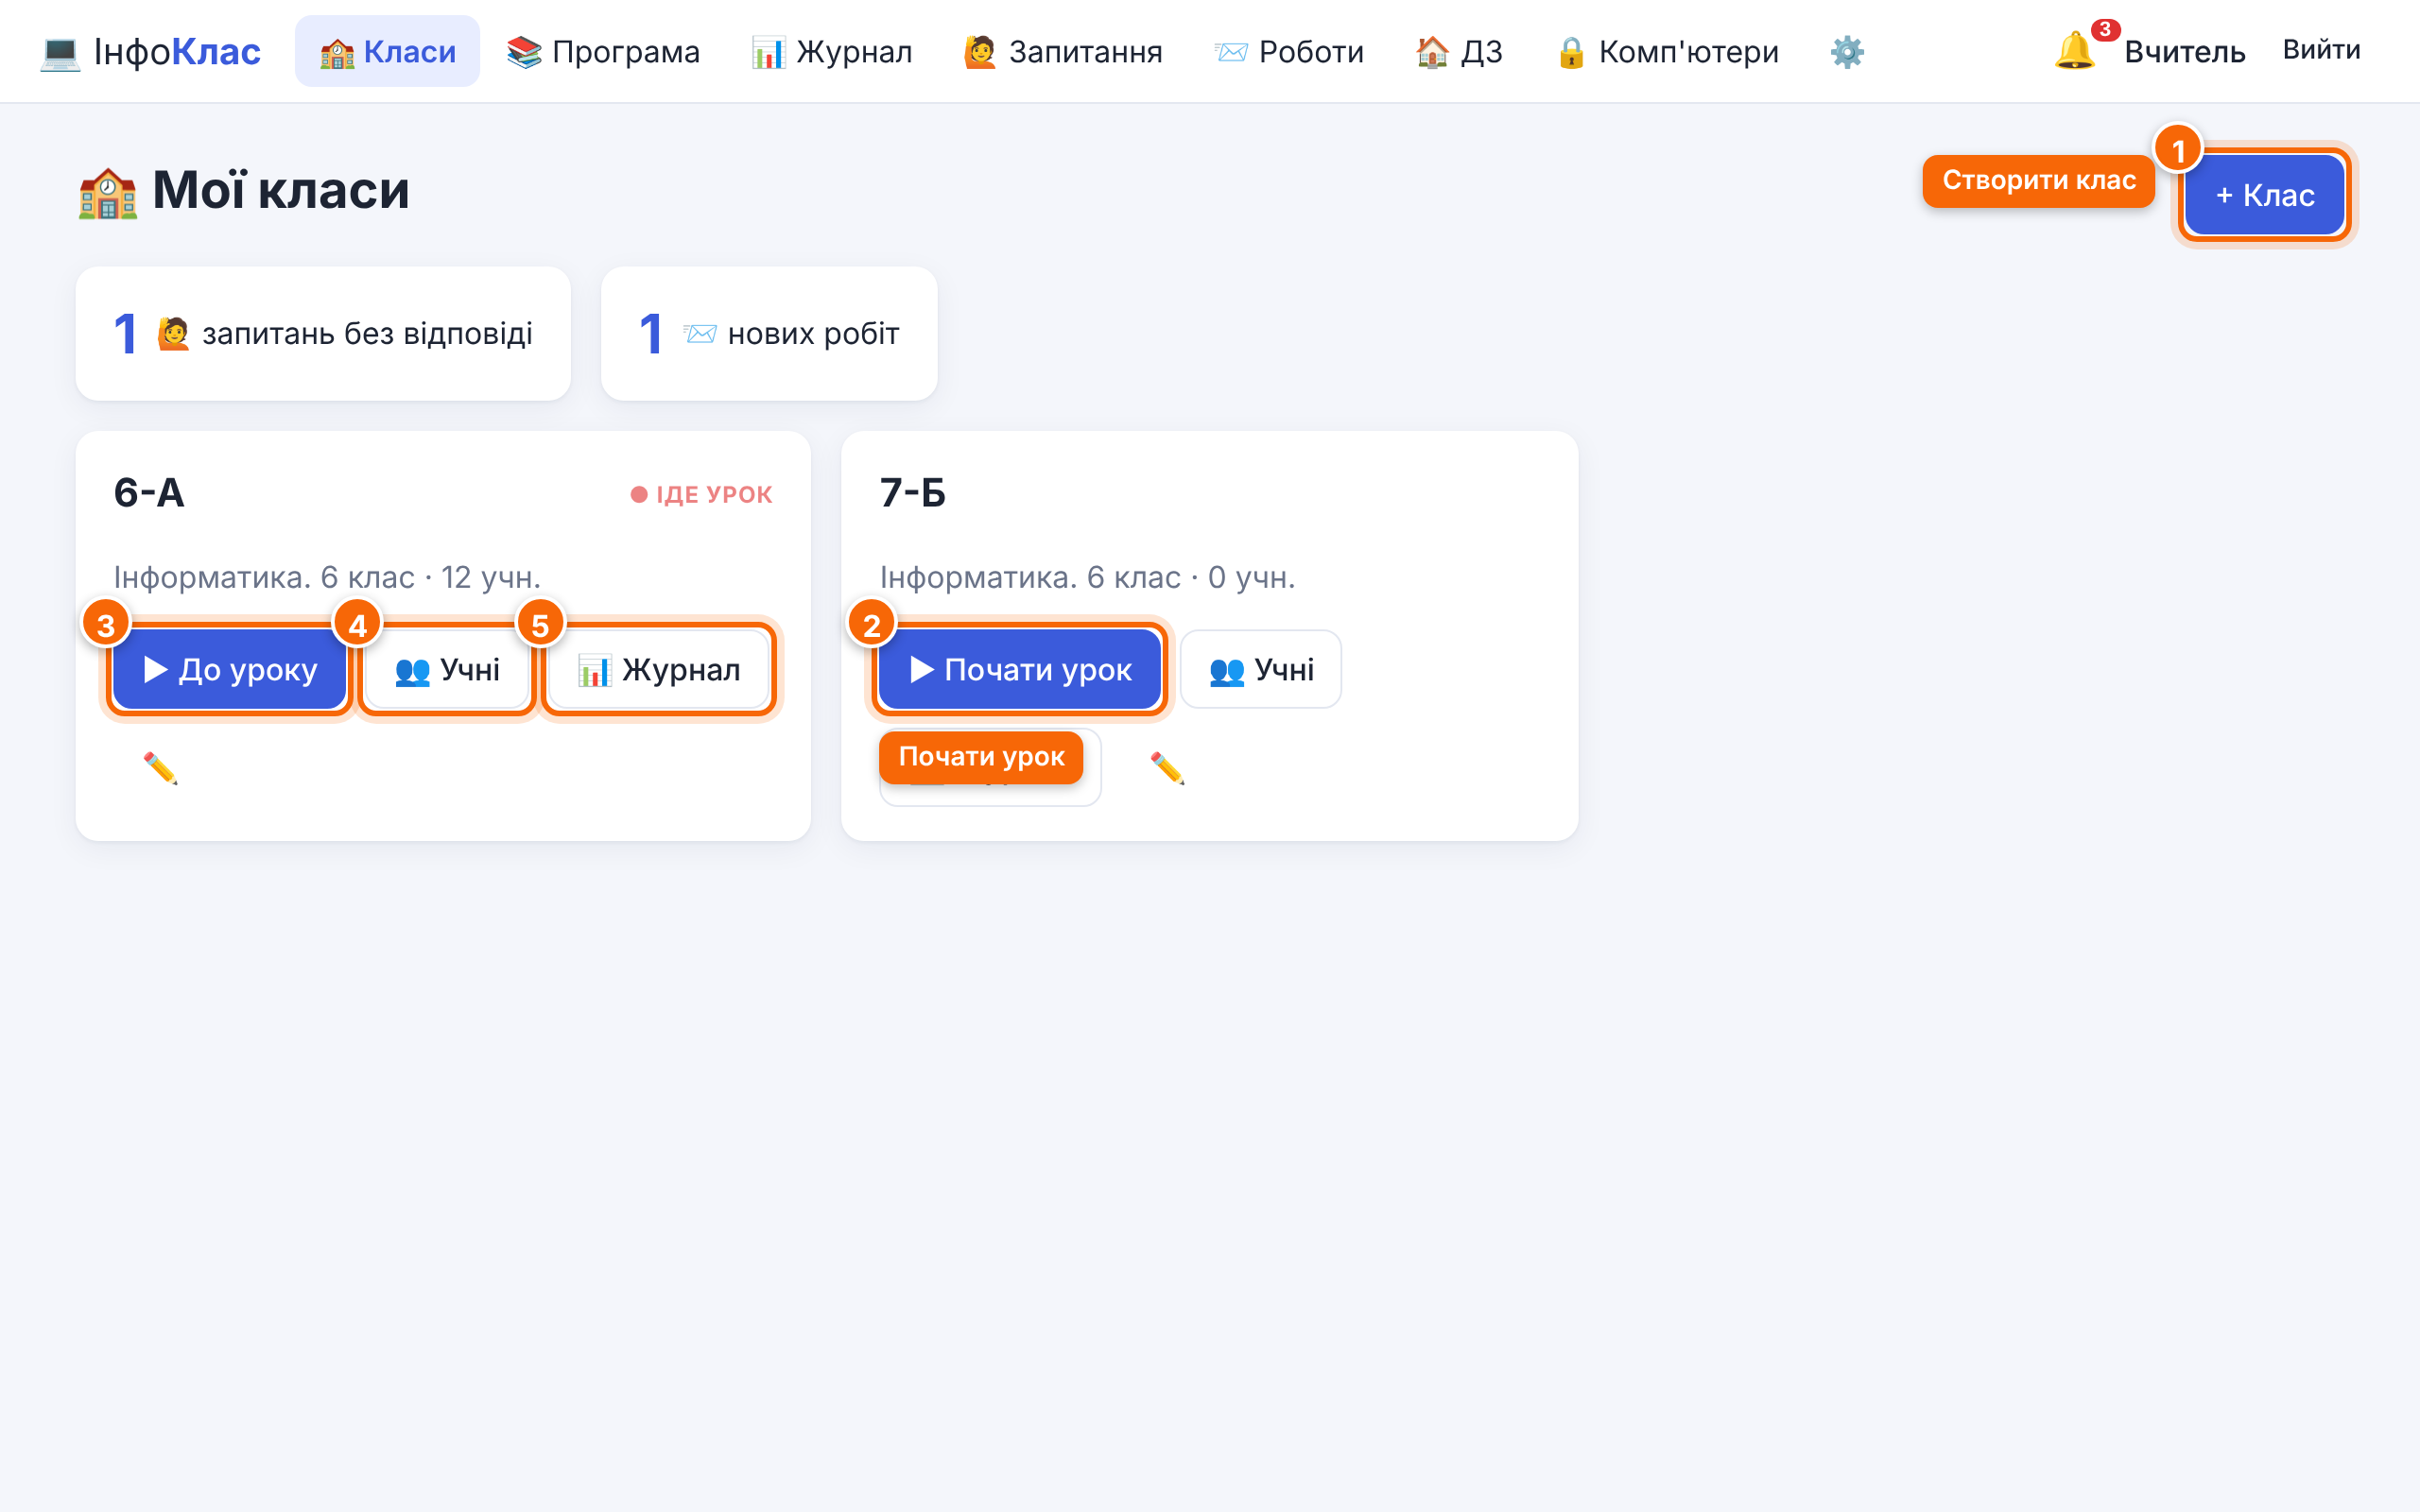 ІнфоКлас Класи Програма Журнал Запитання Роботи ДЗ Комп'ютери 3 Вчитель Вийти
Мої класи
Створити клас 1 + Клас
1 запитань без відповіді
1 нових робіт
6-А ІДЕ УРОК
Інформатика. 6 клас · 12 учн.
3 До уроку 4 Учні 5 Журнал
7-Б
Інформатика. 6 клас · 0 учн.
2 Почати урок Учні
Почати урок